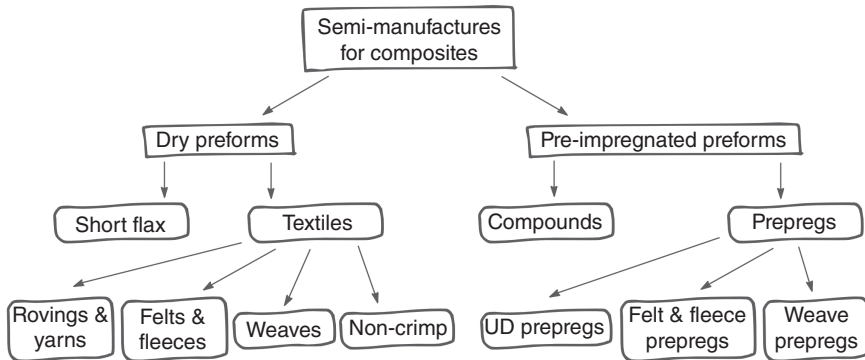 Semi-manufactures
for composites
Dry preforms
Pre-impregnated preforms
Short flax
Textiles
Compounds
Prepregs
Rovings &
yarns
Felts &
fleeces
Weaves
Non-crimp
UD prepregs
Felt & fleece
prepregs
Weave
prepregs